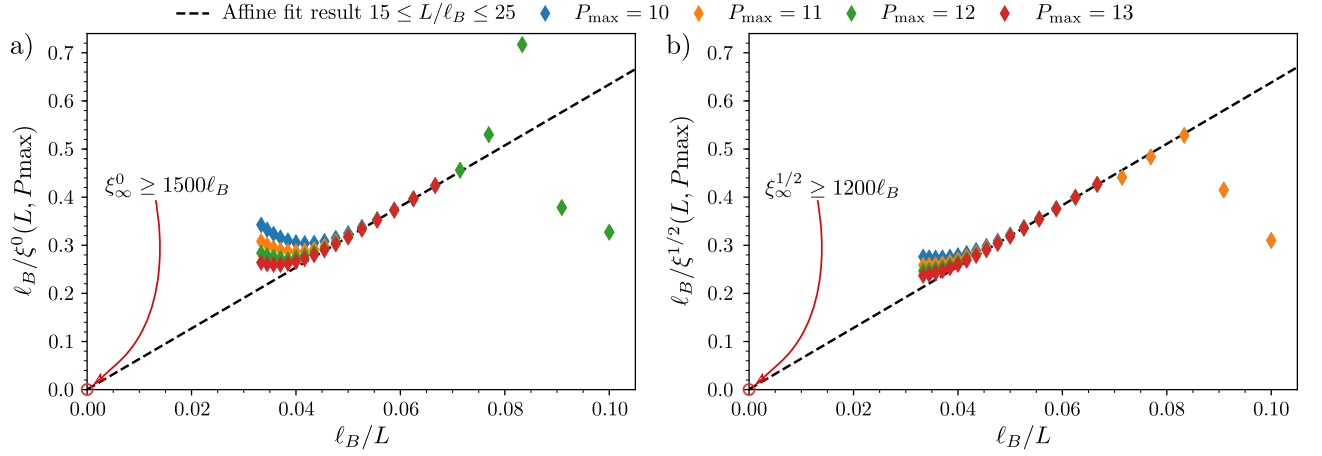 Affine fit result 15 ≤ L/ℓ_B ≤ 25 P_max = 10 P_max = 11 P_max = 12 P_max = 13
a)
ℓ_B/ξ^0(L, Pmax)
0.7
0.6
0.5
0.4
0.3
0.2
0.1
0.0
ξ^0_∞ ≥ 1500ℓ_B
0.00 0.02 0.04 0.06 0.08 0.10
ℓ_B/L
b)
ℓ_B/ξ^{1/2}(L, Pmax)
0.7
0.6
0.5
0.4
0.3
0.2
0.1
0.0
ξ^{1/2}_∞ ≥ 1200ℓ_B
0.00 0.02 0.04 0.06 0.08 0.10
ℓ_B/L